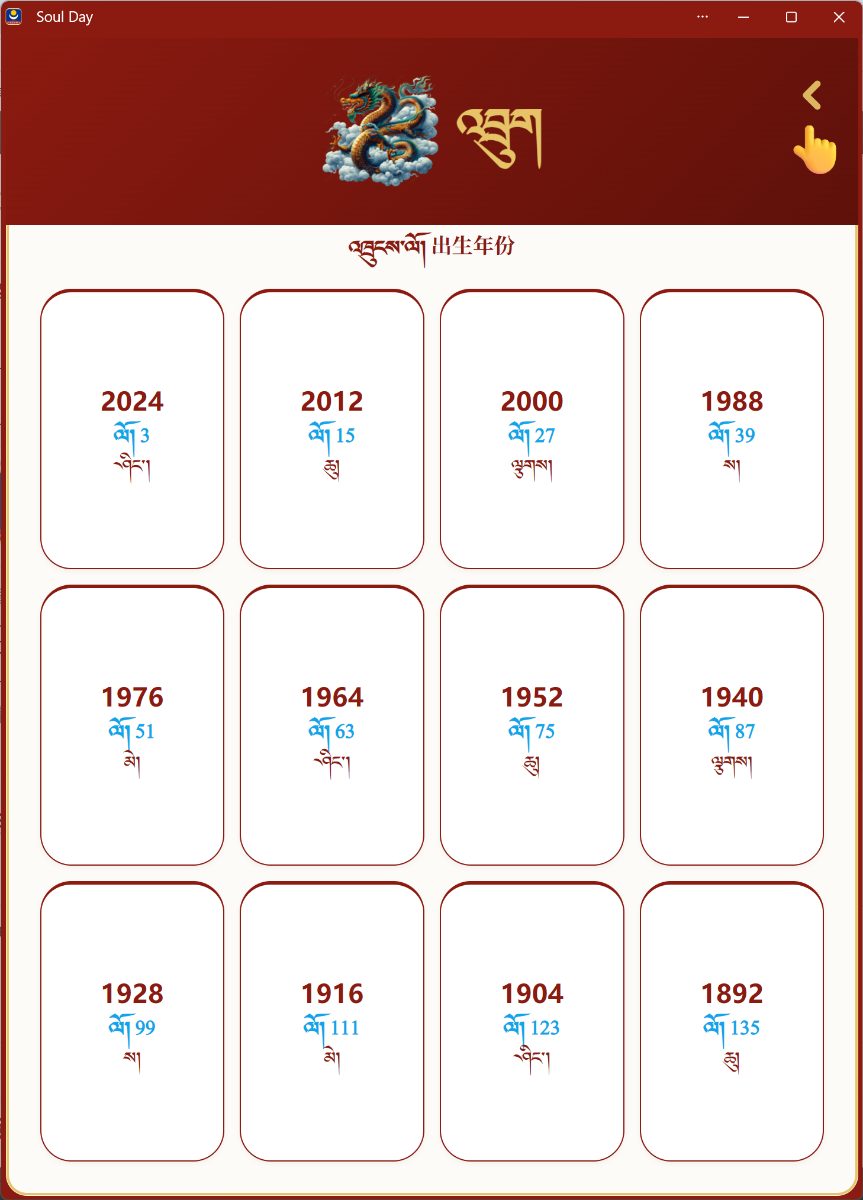 Soul Day
འབྲུག
འཁྲུངས་ལོ། 出生年份
2024
ལོ། 3
ཤིང་།
2012
ལོ། 15
ཆུ།
2000
ལོ། 27
ལྕགས།
1988
ལོ། 39
ས།
1976
ལོ། 51
མེ།
1964
ལོ། 63
ཤིང་།
1952
ལོ། 75
ཆུ།
1940
ལོ། 87
ལྕགས།
1928
ལོ། 99
ས།
1916
ལོ། 111
མེ།
1904
ལོ། 123
ཤིང་།
1892
ལོ། 135
ཆུ།